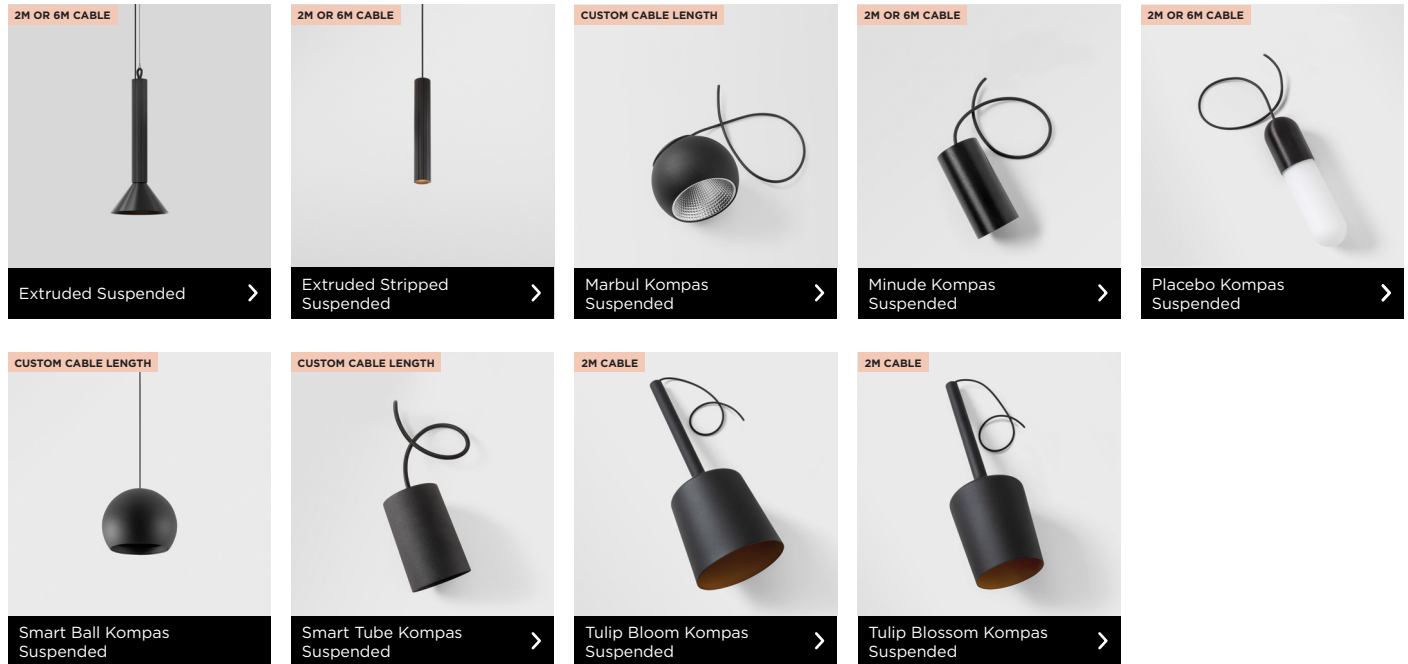 2M OR 6M CABLE
2M OR 6M CABLE
CUSTOM CABLE LENGTH
2M OR 6M CABLE
2M OR 6M CABLE
Extruded Suspended
Extruded Stripped
Suspended
Marbul Kompas
Suspended
Minude Kompas
Suspended
Placebo Kompas
Suspended
CUSTOM CABLE LENGTH
CUSTOM CABLE LENGTH
2M CABLE
2M CABLE
Smart Ball Kompas
Suspended
Smart Tube Kompas
Suspended
Tulip Bloom Kompas
Suspended
Tulip Blossom Kompas
Suspended